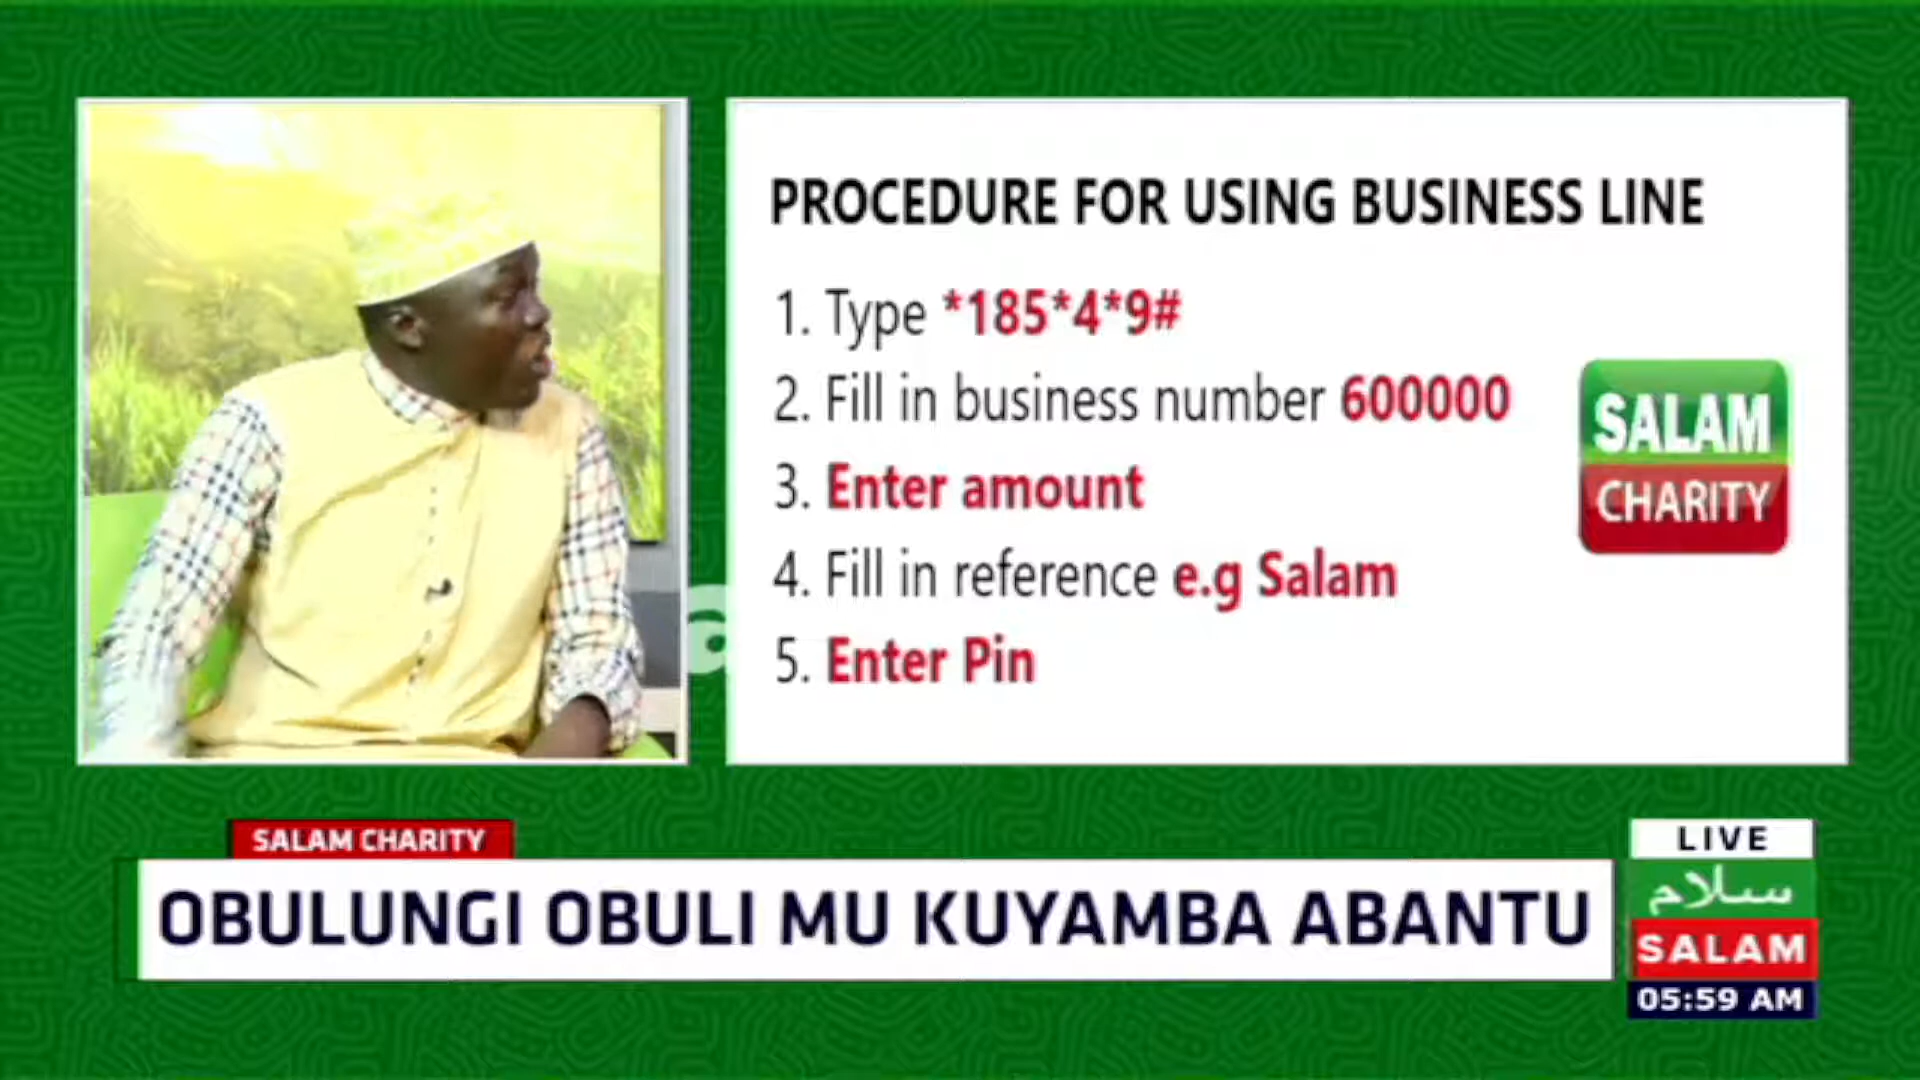 PROCEDURE FOR USING BUSINESS LINE
1. Type *185*4*9#
2. Fill in business number 600000
3. Enter amount
4. Fill in reference e.g Salam
5. Enter Pin
SALAM
CHARITY
SALAM CHARITY
OBULUNGI OBULI MU KUYAMBA ABANTU
LIVE
سلام
SALAM
05:59 AM